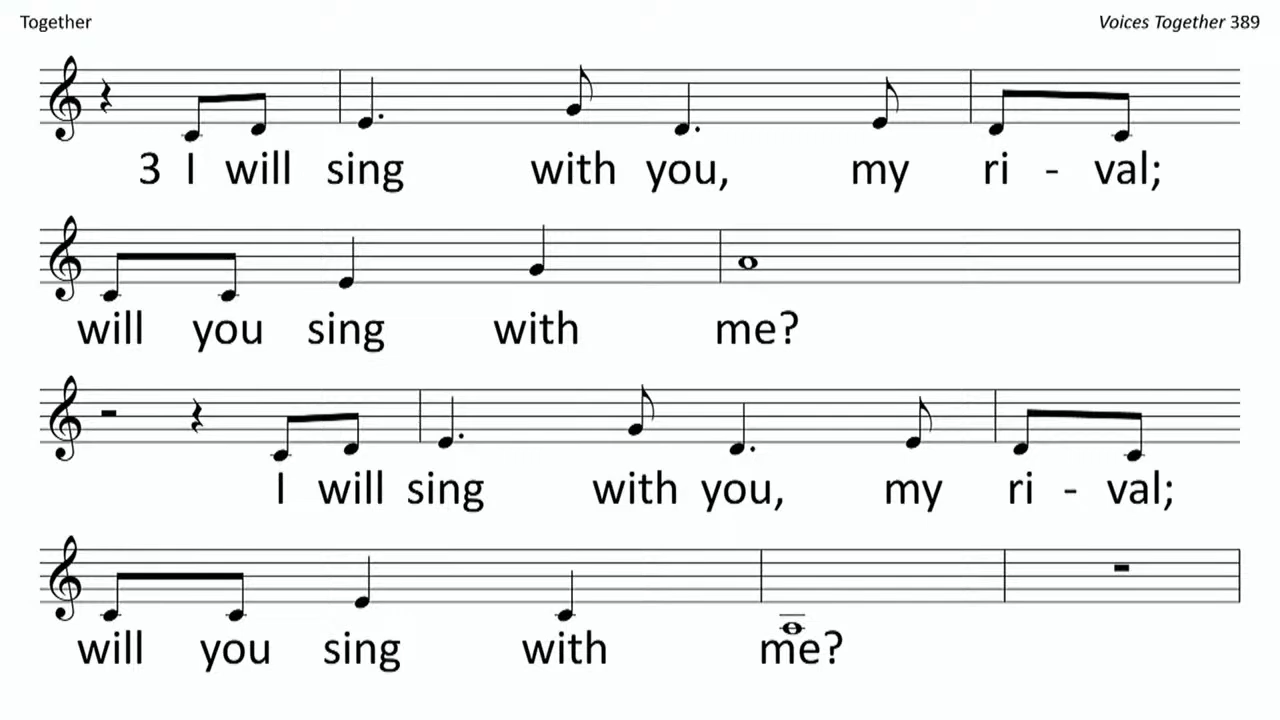 Together
Voices Together 389
3 I will sing with you, my ri - val;
will you sing with me?
I will sing with you, my ri - val;
will you sing with me?